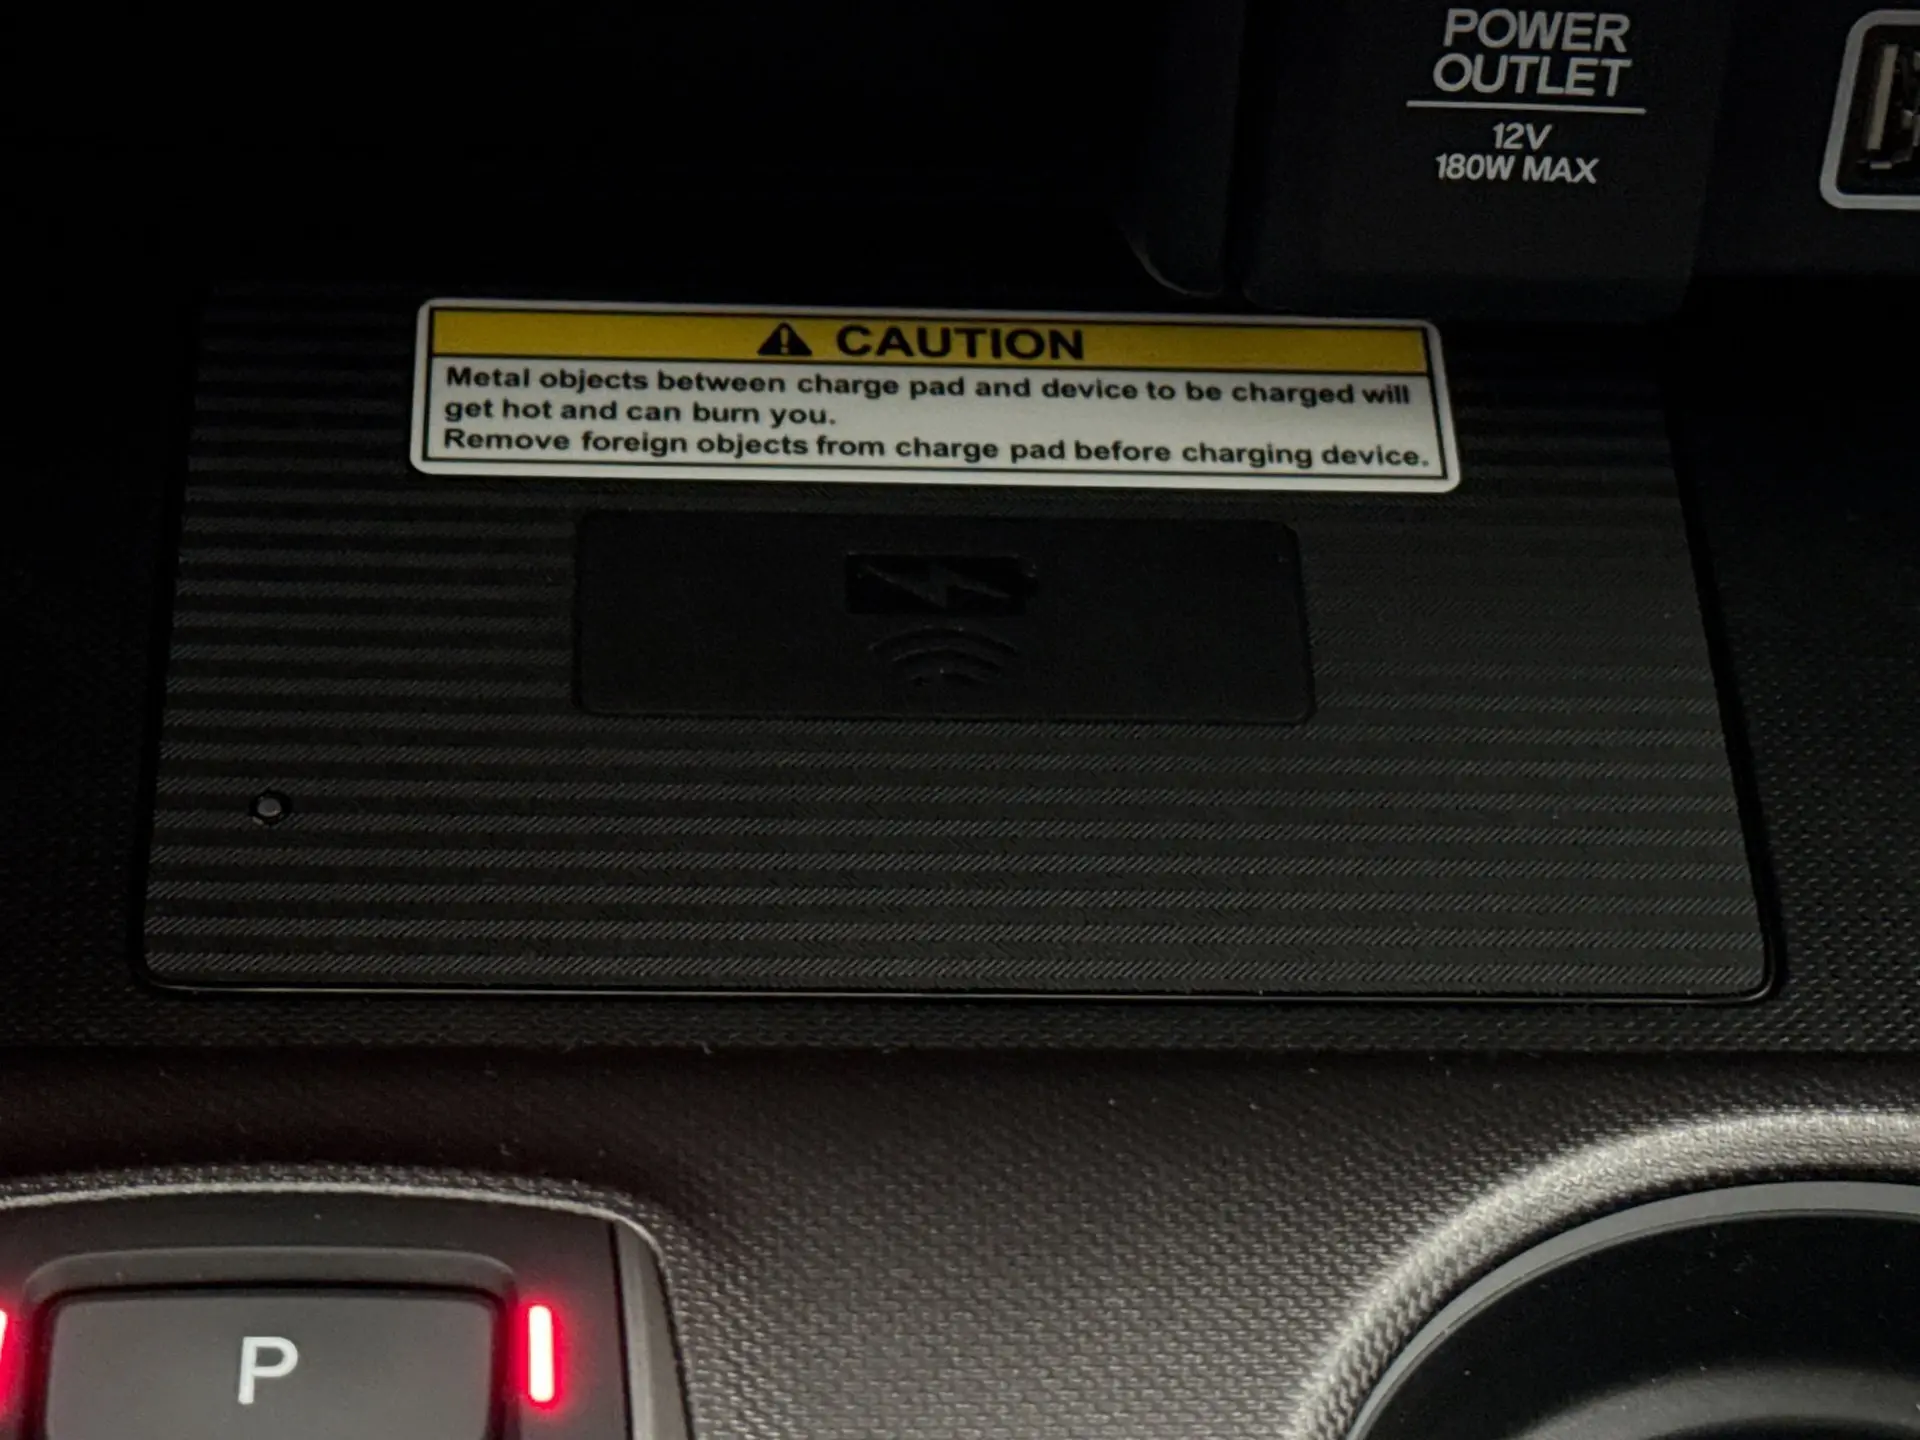 POWER
OUTLET
12V
180W MAX
CAUTION
Metal objects between charge pad and device to be charged will
get hot and can burn you.
Remove foreign objects from charge pad before charging device.
P